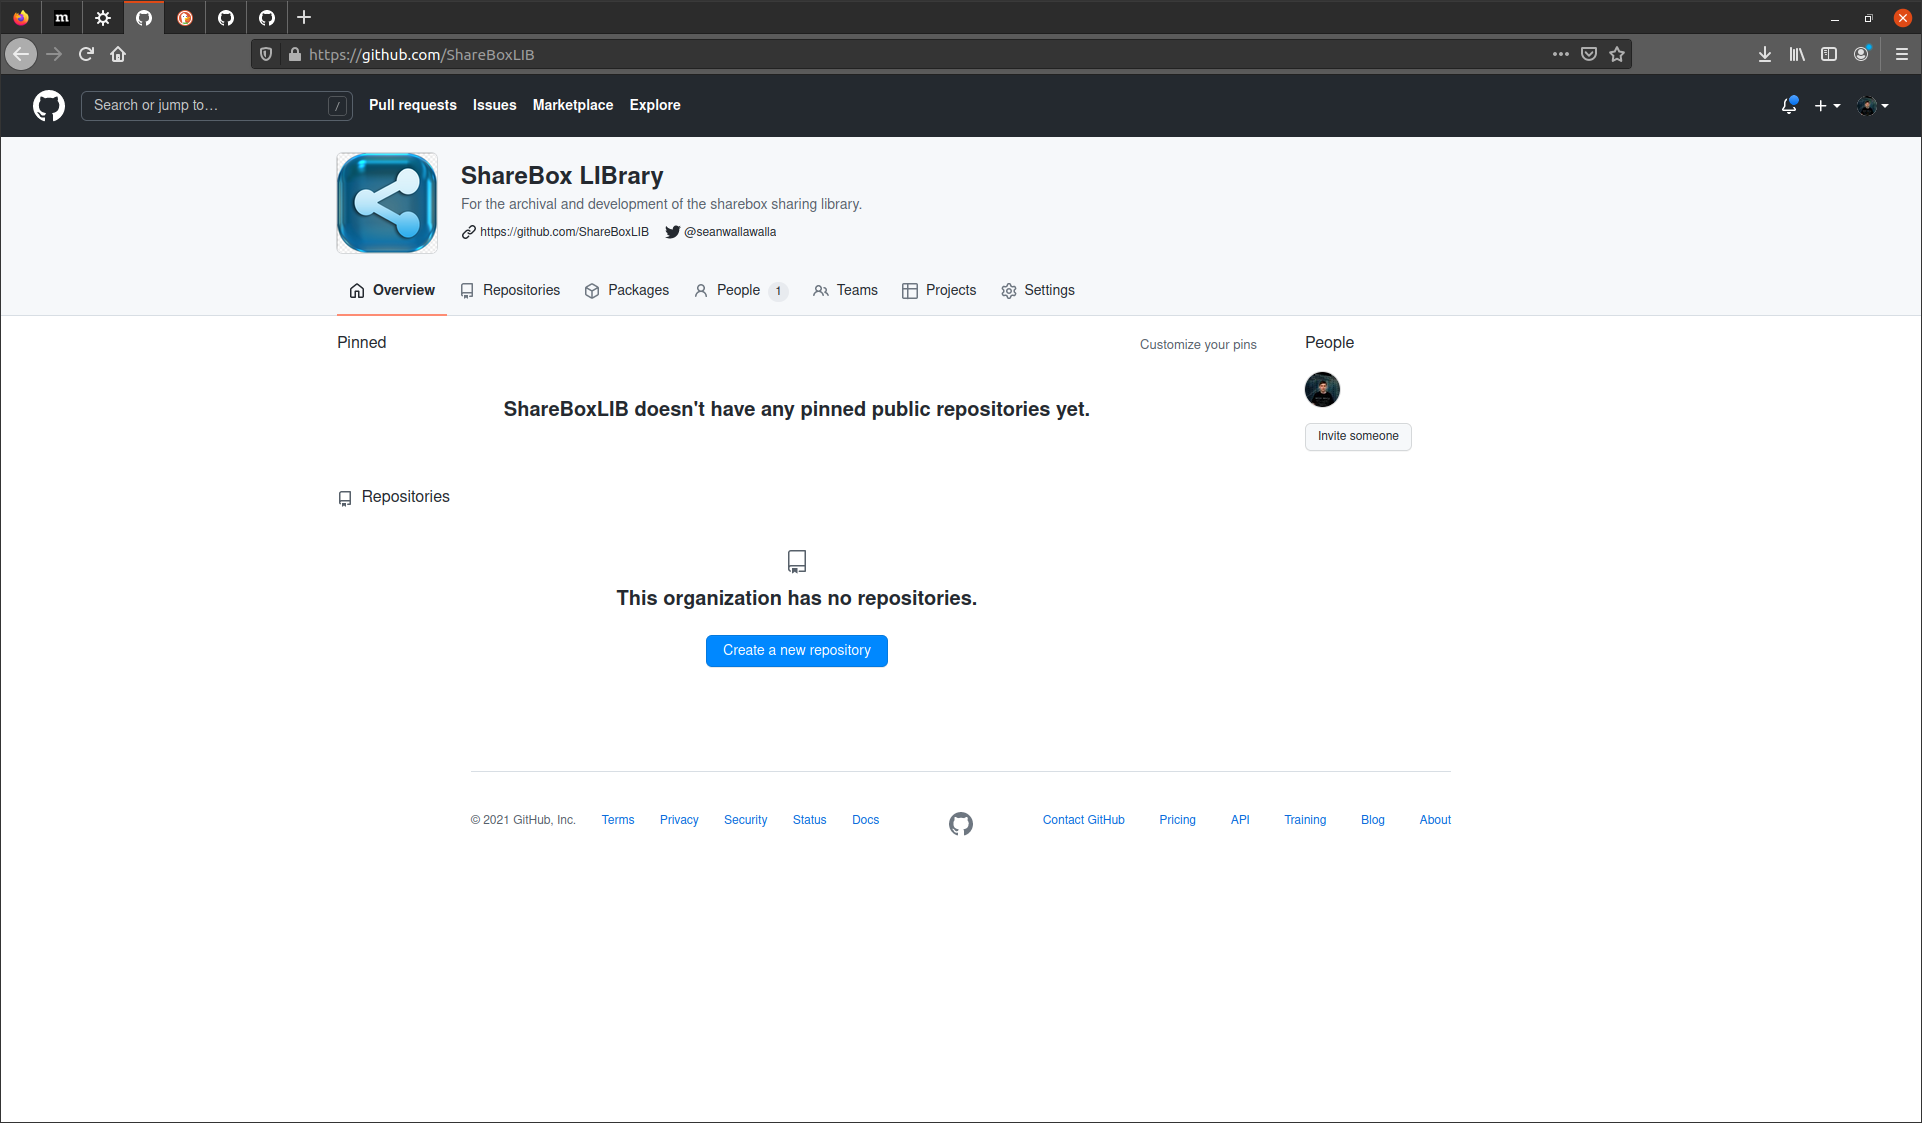 m
https://github.com/ShareBoxLIB
Search or jump to…
/
Pull requests Issues Marketplace Explore
ShareBox LIBrary
For the archival and development of the sharebox sharing library.
https://github.com/ShareBoxLIB @seanwallawalla
Overview Repositories Packages People 1 Teams Projects Settings
Pinned
Customize your pins
ShareBoxLIB doesn't have any pinned public repositories yet.
Repositories
This organization has no repositories.
Create a new repository
People
Invite someone
© 2021 GitHub, Inc. Terms Privacy Security Status Docs Contact GitHub Pricing API Training Blog About